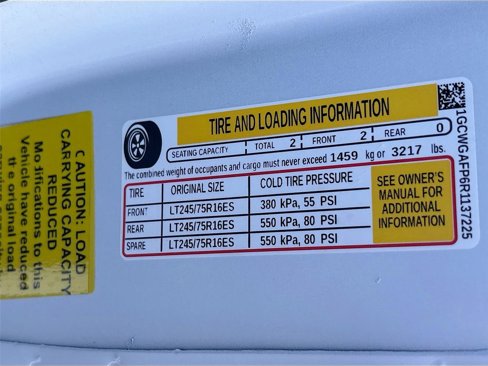 CAUTION: LOAD
CARRYING CAPACITY
REDUCED
Modifications to this
Vehicle have reduced
the original load
TIRE AND LOADING INFORMATION
SEATING CAPACITY TOTAL 2 FRONT 2 REAR 0
The combined weight of occupants and cargo must never exceed 1459 kg or 3217 lbs.
TIRE ORIGINAL SIZE COLD TIRE PRESSURE
FRONT LT245/75R16ES 380 kPa, 55 PSI
REAR LT245/75R16ES 550 kPa, 80 PSI
SPARE LT245/75R16ES 550 kPa, 80 PSI
SEE OWNER'S
MANUAL FOR
ADDITIONAL
INFORMATION
1GCWGAFP6R1137225